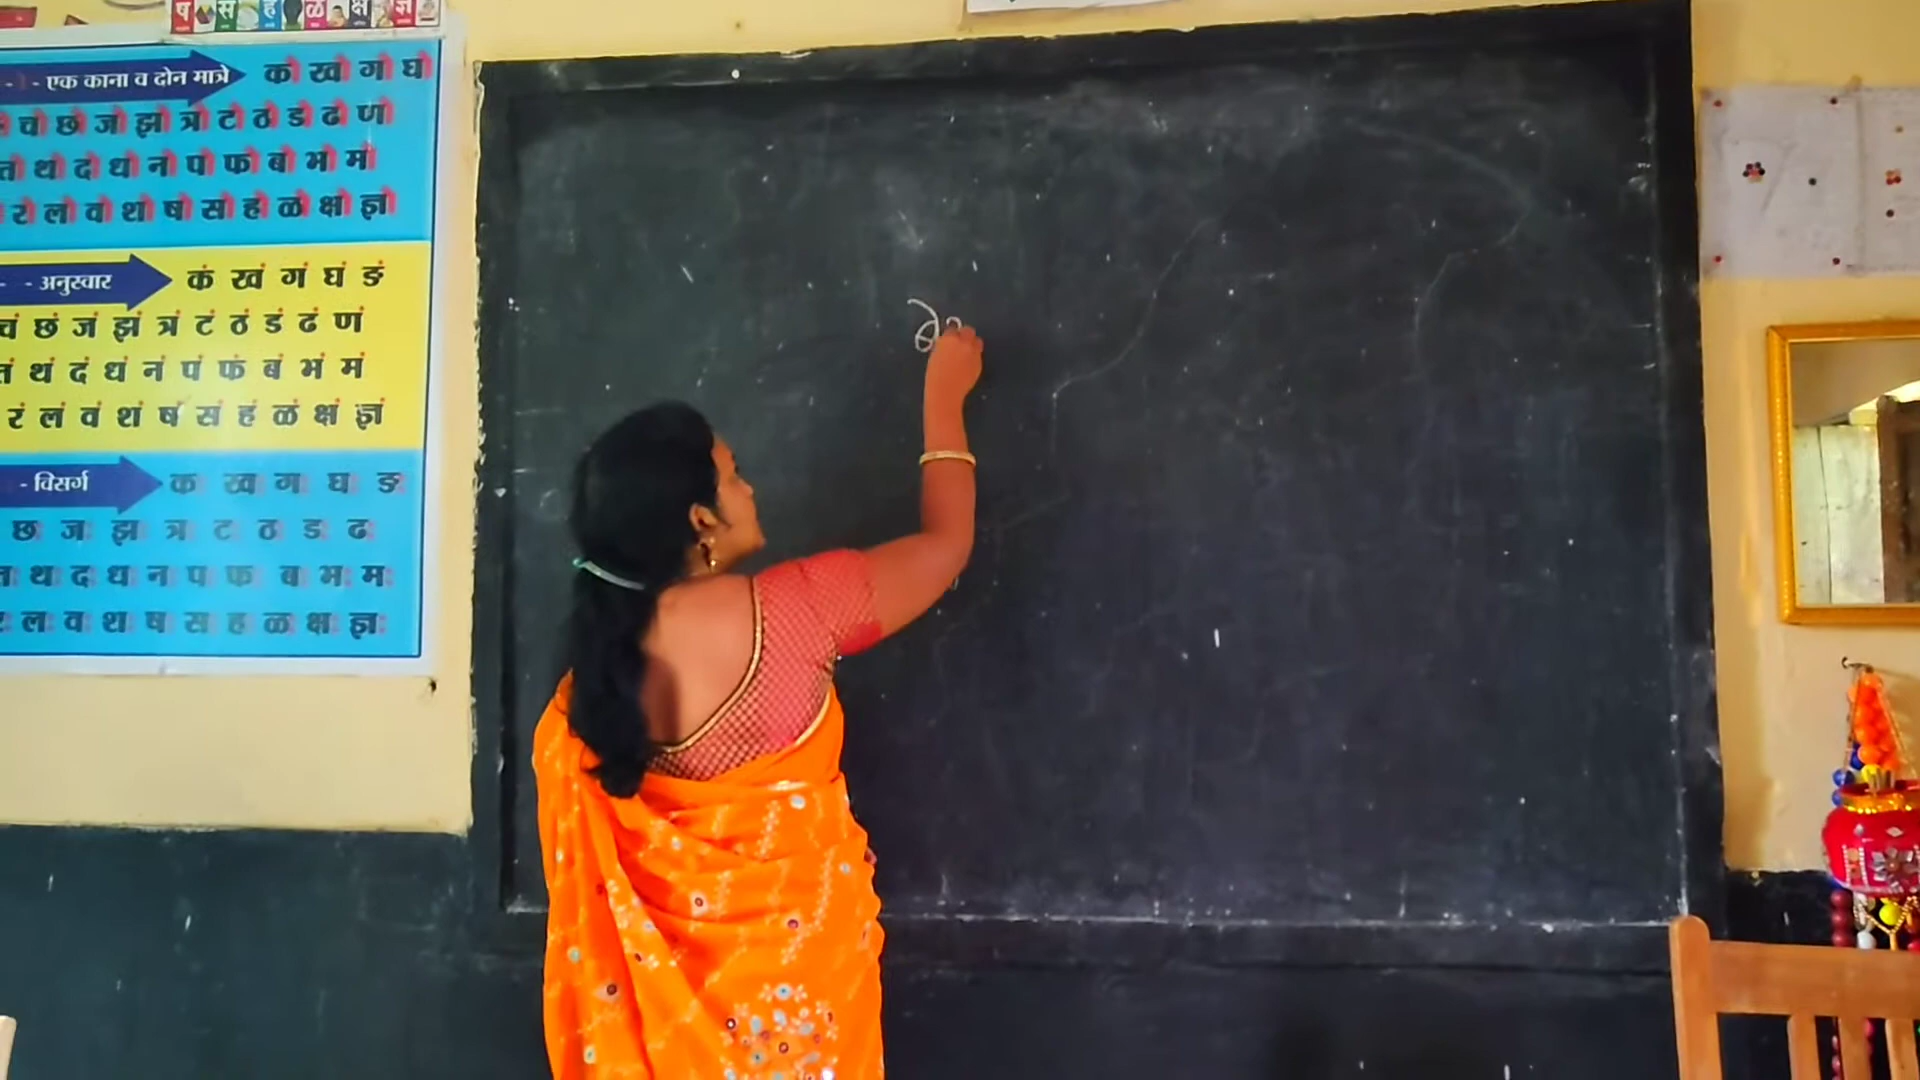 ष स ह ळ क्ष ज्ञ
- ो - एक काना व दोन मात्रे को खो गो घो
चो छो जो झो त्रो टो ठो डो ढो णो
तो थो दो धो नो पो फो बो भो मो
रो लो वो शो षो सो हो ळो क्षो ज्ञो
- अनुस्वार कं खं गं घं ङं
चं छं जं झं त्रं टं ठं डं ढं णं
तं थं दं धं नं पं फं बं भं मं
रं लं वं शं षं सं हं ळं क्षं ज्ञं
- विसर्ग कः खः गः घः ङः
छः जः झः त्रः टः ठः डः ढः
तः थः दः धः नः पः फः बः भः मः
रः लः वः शः षः सः हः ळः क्षः ज्ञः